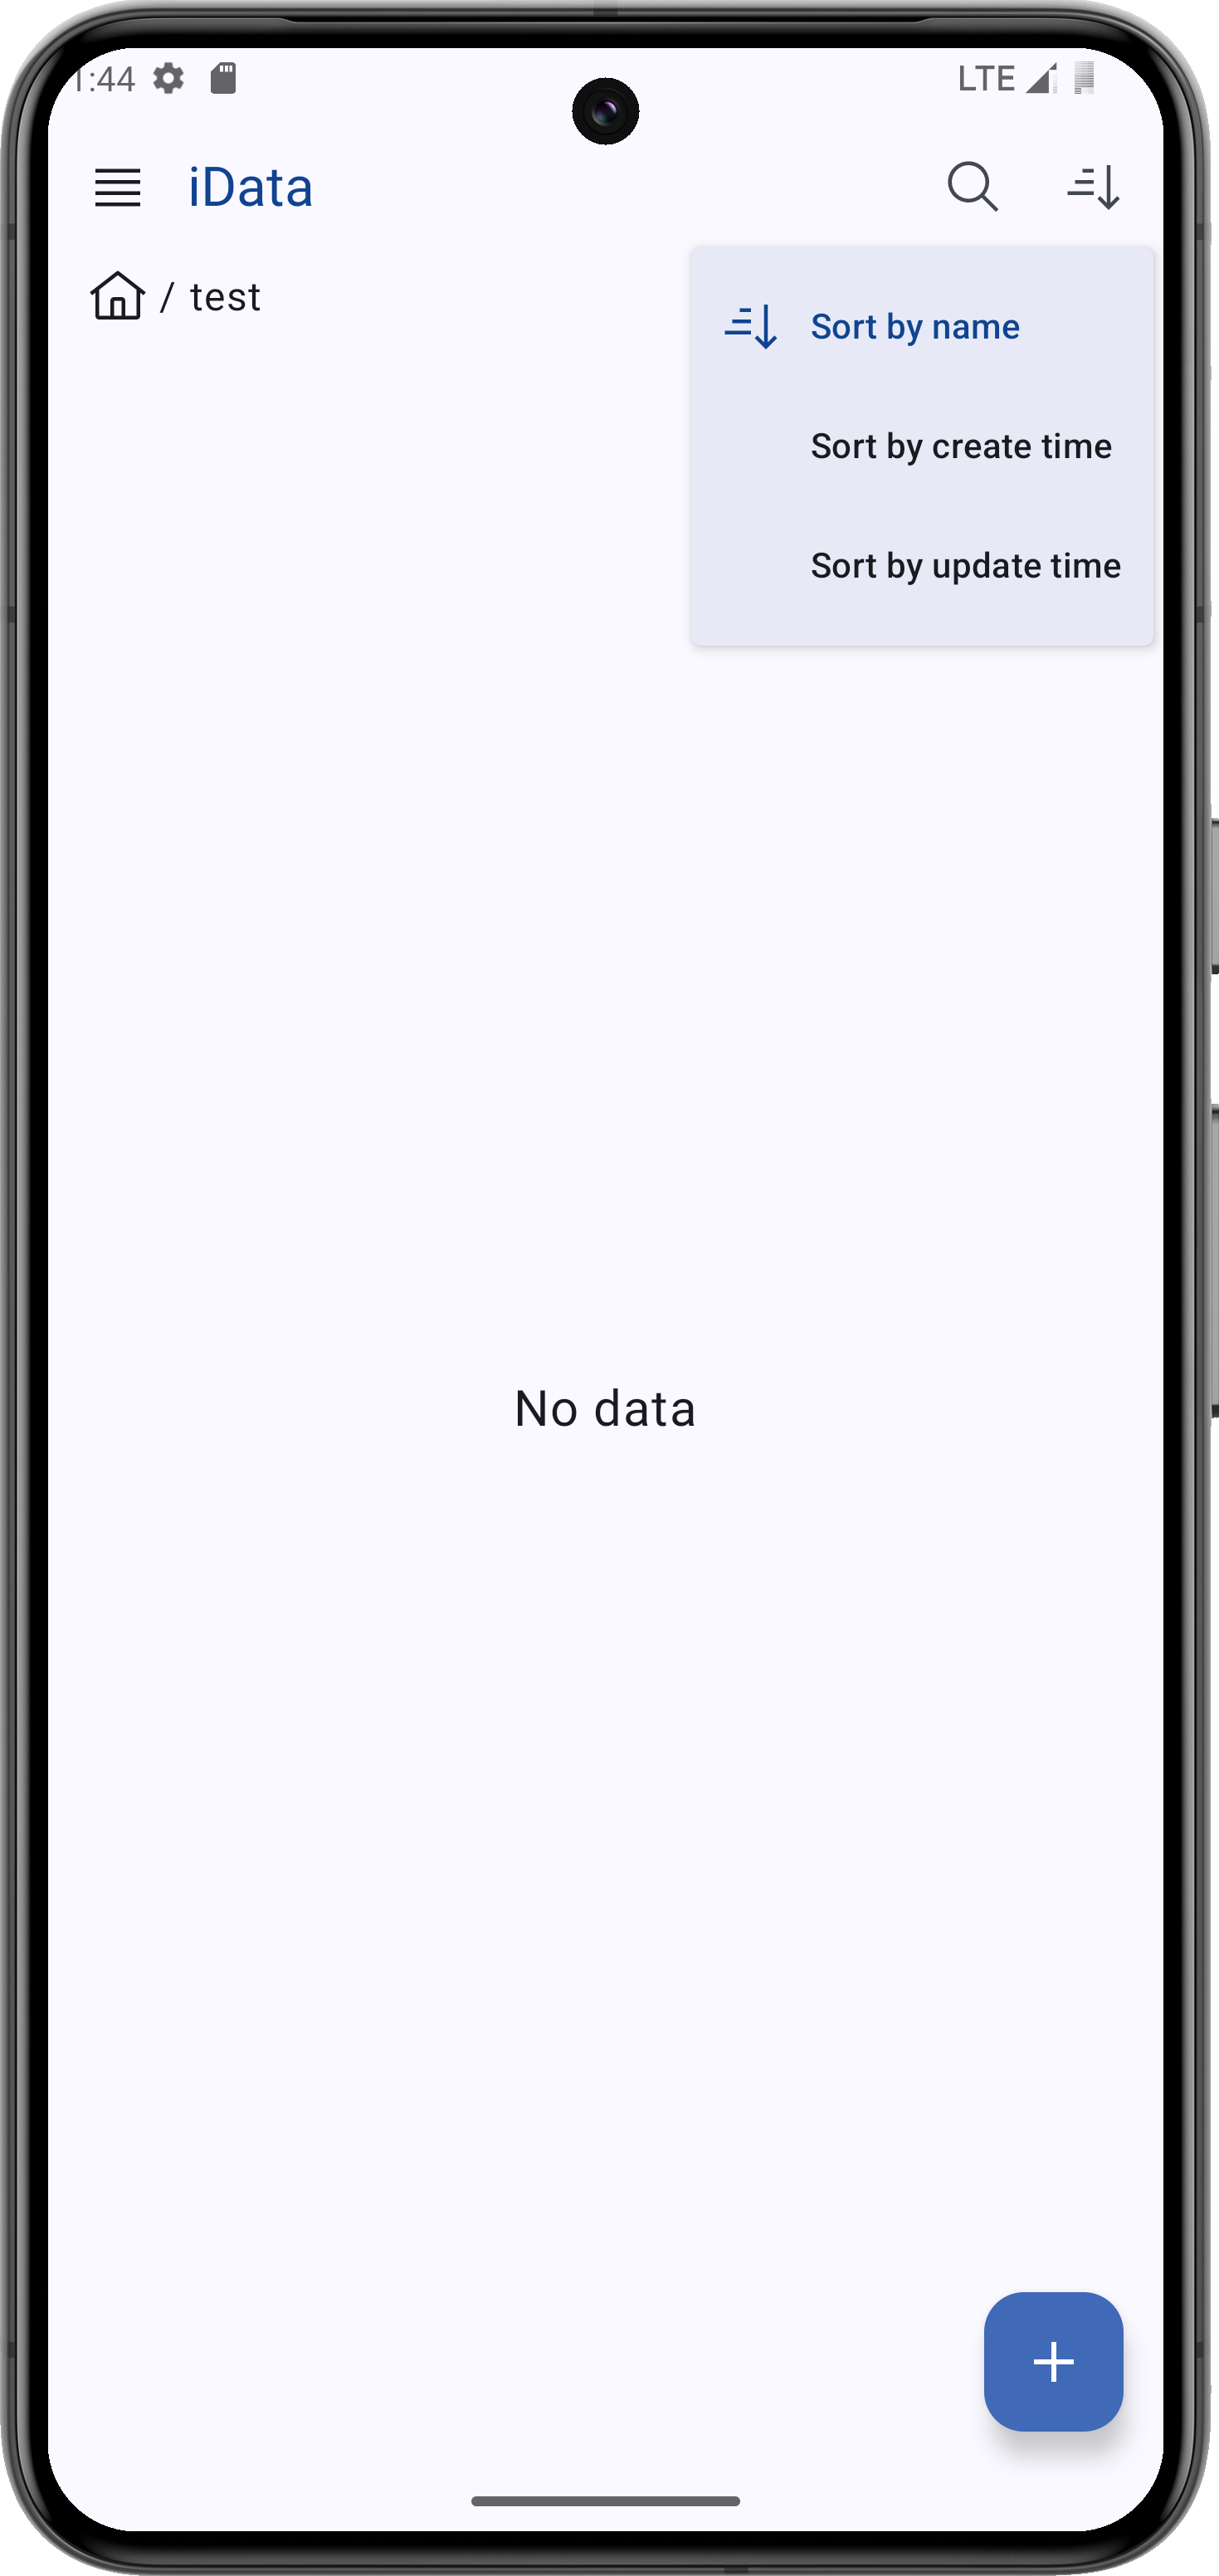 1:44 LTE
iData
/ test
Sort by name
Sort by create time
Sort by update time
No data